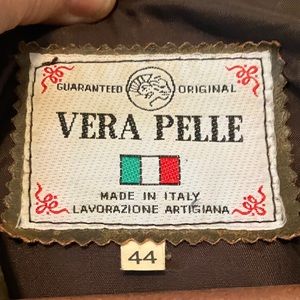 GUARANTEED ORIGINAL
VERA PELLE
MADE IN ITALY
LAVORAZIONE ARTIGIANA
44